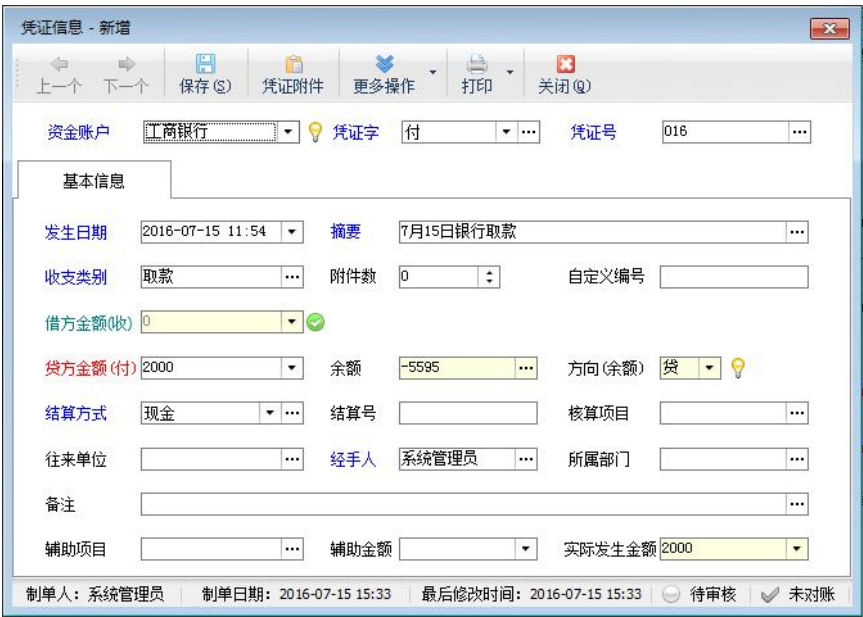 凭证信息 - 新增
上一个 下一个 保存(S) 凭证附件 更多操作 打印 关闭(Q)
资金账户 工商银行 凭证字 付 凭证号 016
基本信息
发生日期 2016-07-15 11:54 摘要 7月15日银行取款
收支类别 取款 附件数 0 自定义编号
借方金额(收) 0
贷方金额(付) 2000 余额 -5595 方向(余额) 贷
结算方式 现金 结算号 核算项目
往来单位 经手人 系统管理员 所属部门
备注
辅助项目 辅助金额 实际发生金额 2000
制单人: 系统管理员 制单日期: 2016-07-15 15:33 最后修改时间: 2016-07-15 15:33 待审核 未对账